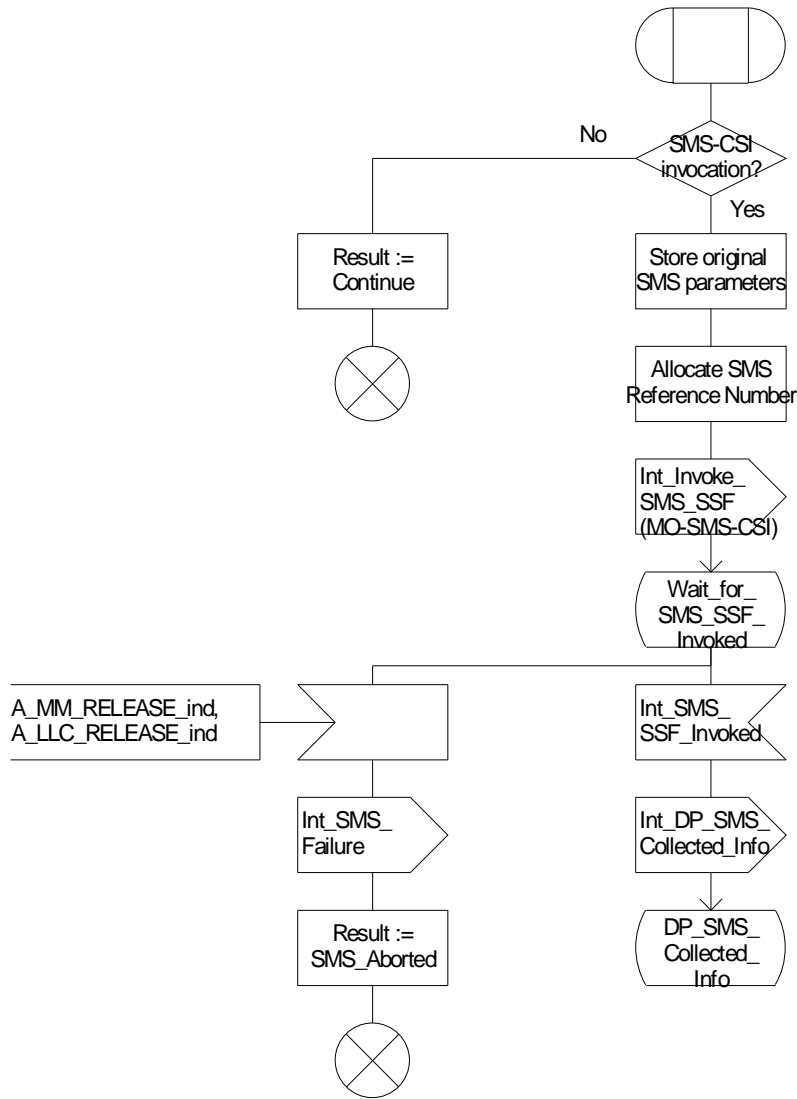 No
SMS-CSI
invocation?
Yes
Result :=
Continue
Store original
SMS parameters
Allocate SMS
Reference Number
Int_Invoke_
SMS_SSF
(MO-SMS-CSI)
Wait_for_
SMS_SSF_
Invoked
A_MM_RELEASE_ind,
A_LLC_RELEASE_ind
Int_SMS_
SSF_Invoked
Int_SMS_
Failure
Int_DP_SMS_
Collected_Info
Result :=
SMS_Aborted
DP_SMS_
Collected_
Info